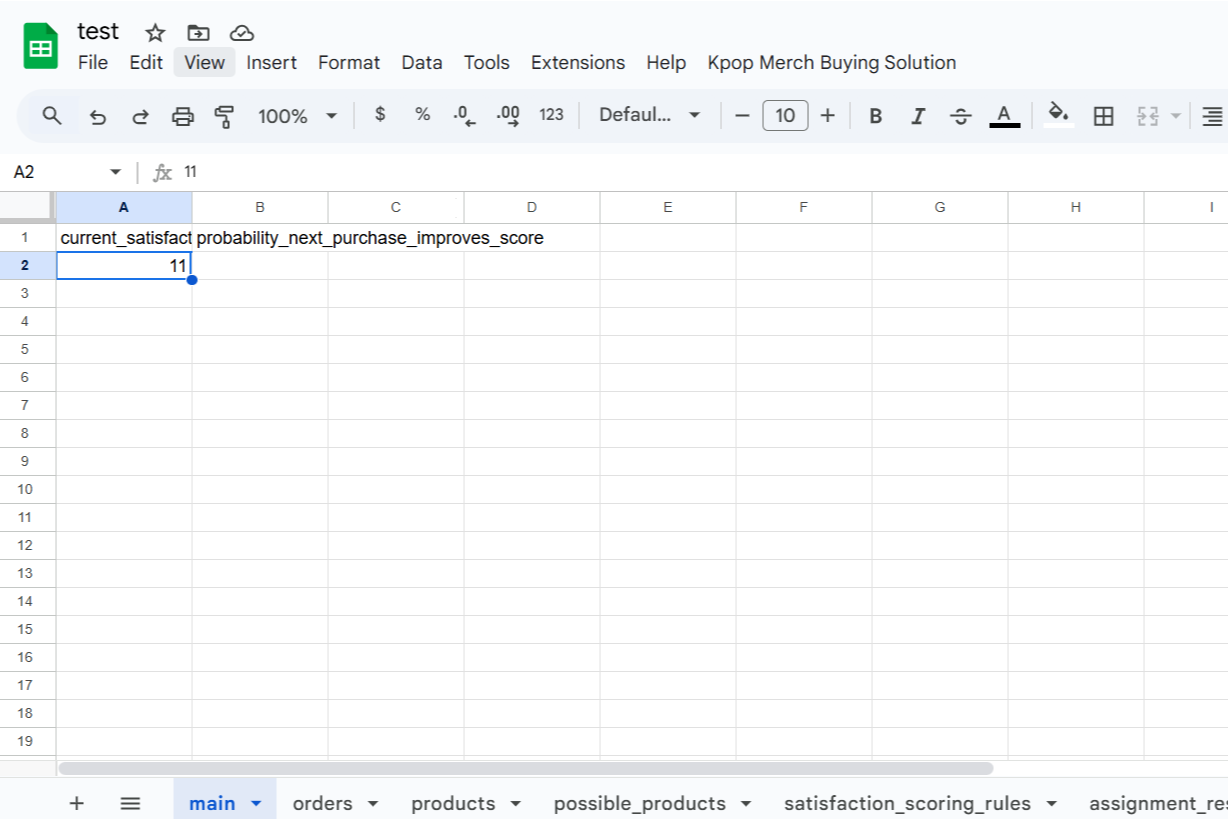 test
File Edit View Insert Format Data Tools Extensions Help Kpop Merch Buying Solution
100% $ % .0 .00 123 Defaul... − 10 + B I S A
A2 fx 11
A B C D E F G H I
1 current_satisfact probability_next_purchase_improves_score
2 11
3
4
5
6
7
8
9
10
11
12
13
14
15
16
17
18
19
+ main orders products possible_products satisfaction_scoring_rules assignment_res